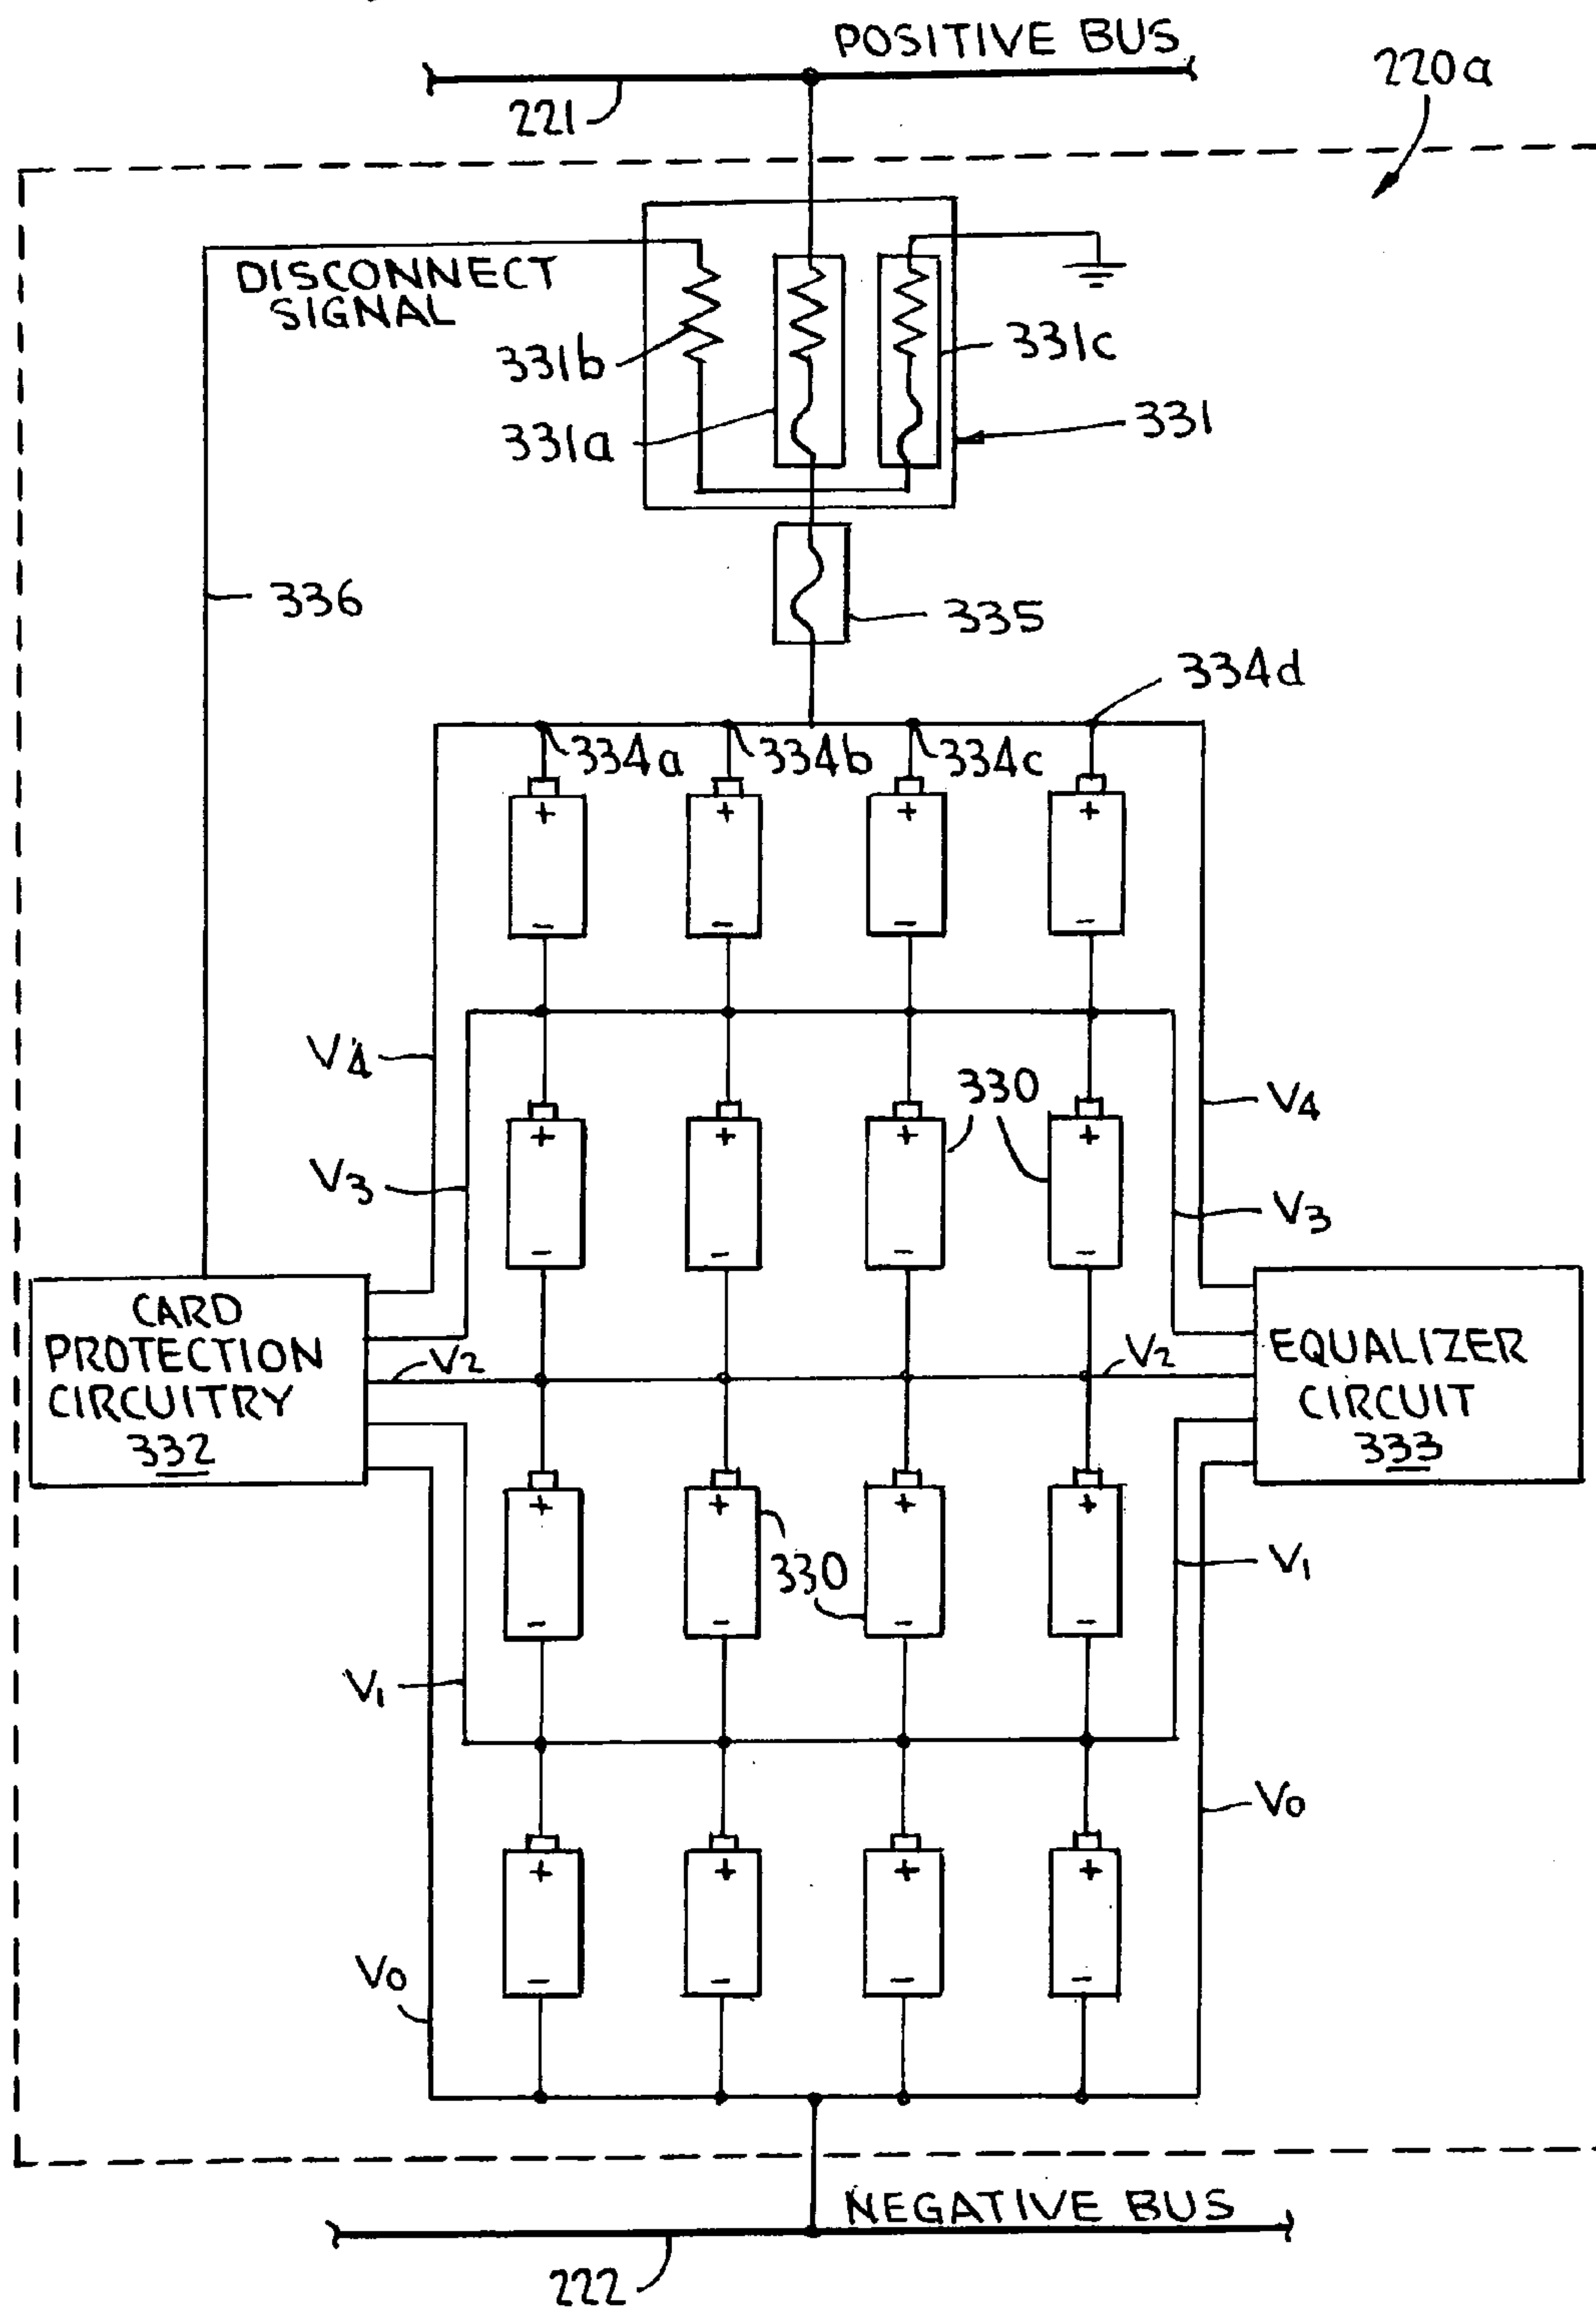 POSITIVE BUS
221
220a
DISCONNECT
SIGNAL
331b
331c
331a
331
336
335
334d
334a
334b
334c
+ + + +
- - - -
V4
330
V4
V3
V3
+ + + +
- - - -
CARD
PROTECTION
CIRCUITRY
332
V2
V2
EQUALIZER
CIRCUIT
333
+ + + +
330
V1
- - - -
V1
V0
+ + + +
V0
- - - -
NEGATIVE BUS
222